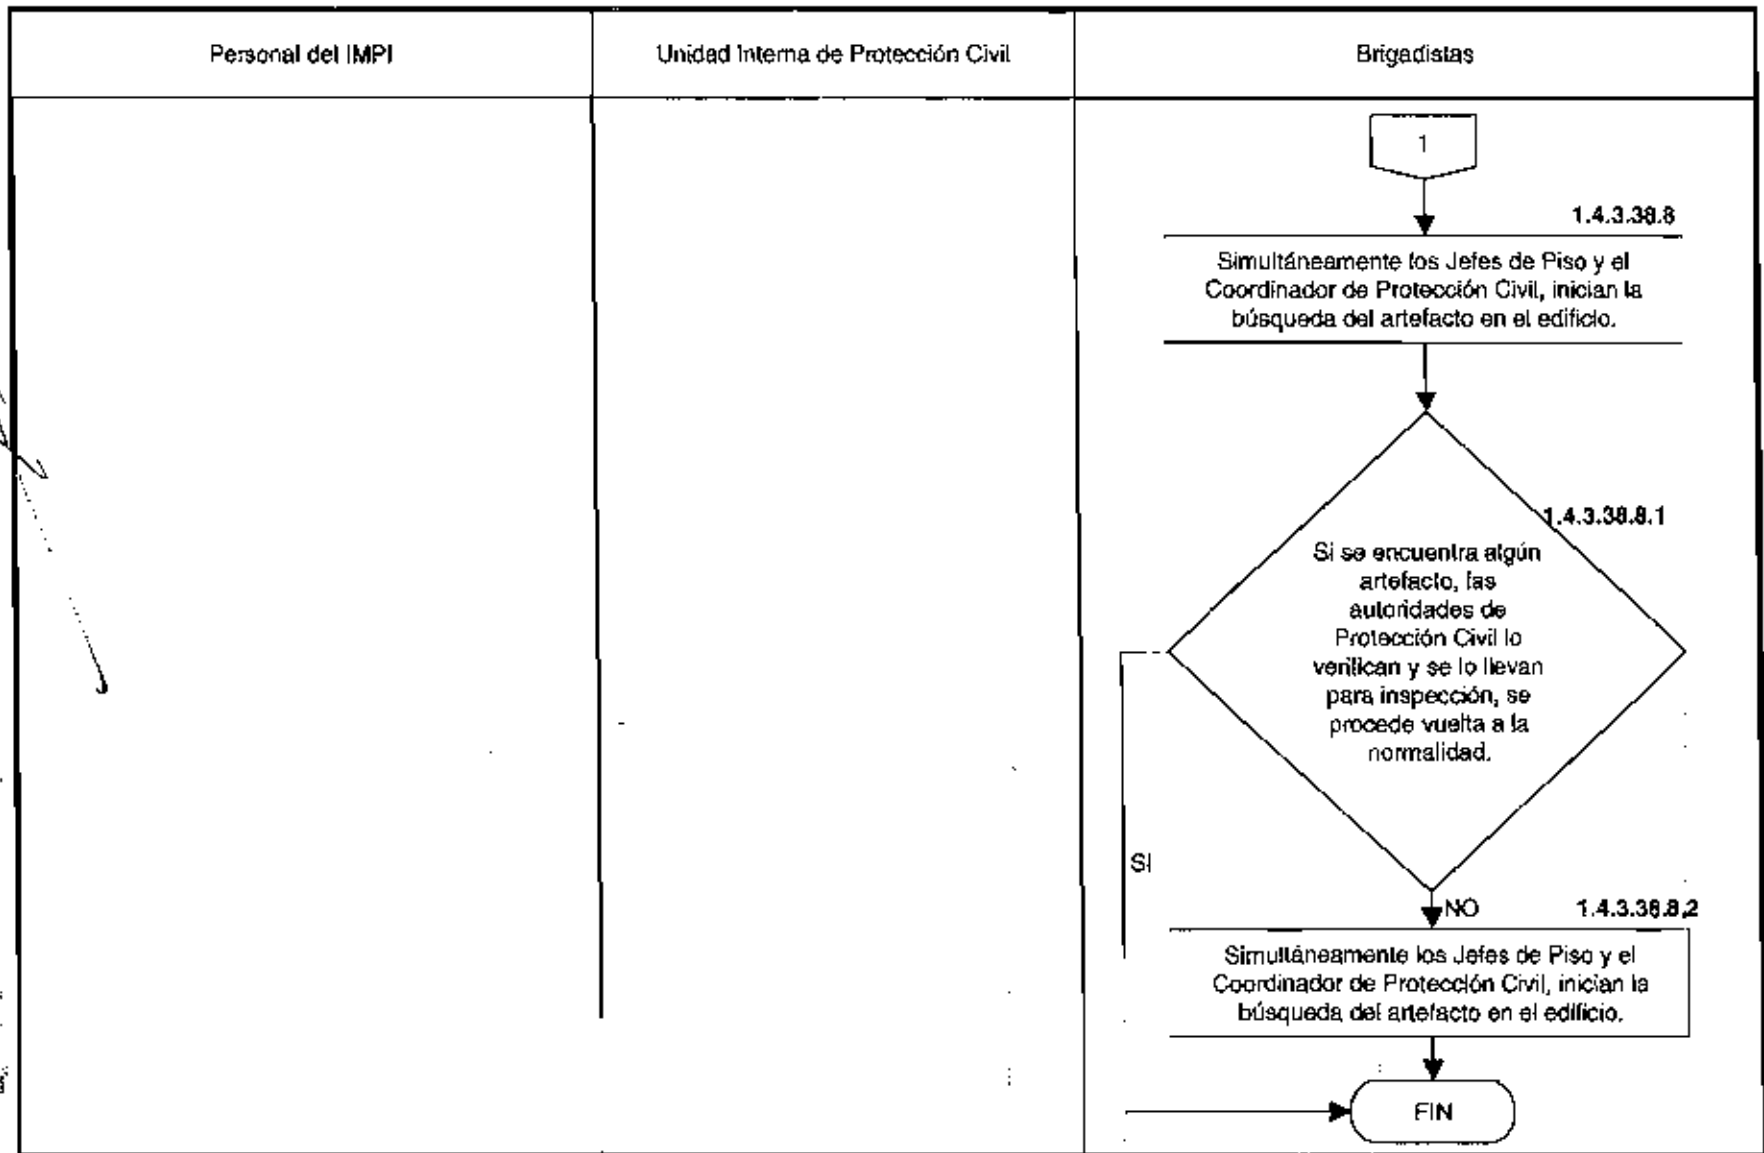 Personal del IMPI
Unidad Interna de Protección Civil
Brigadistas
1
1.4.3.38.8
Simultáneamente los Jefes de Piso y el
Coordinador de Protección Civil, inician la
búsqueda del artefacto en el edificio.
1.4.3.38.8.1
Si se encuentra algún
artefacto, las
autoridades de
Protección Civil lo
verifican y se lo llevan
para inspección, se
procede vuelta a la
normalidad.
SI
NO
1.4.3.38.8.2
Simultáneamente los Jefes de Piso y el
Coordinador de Protección Civil, inician la
búsqueda del artefacto en el edificio.
FIN